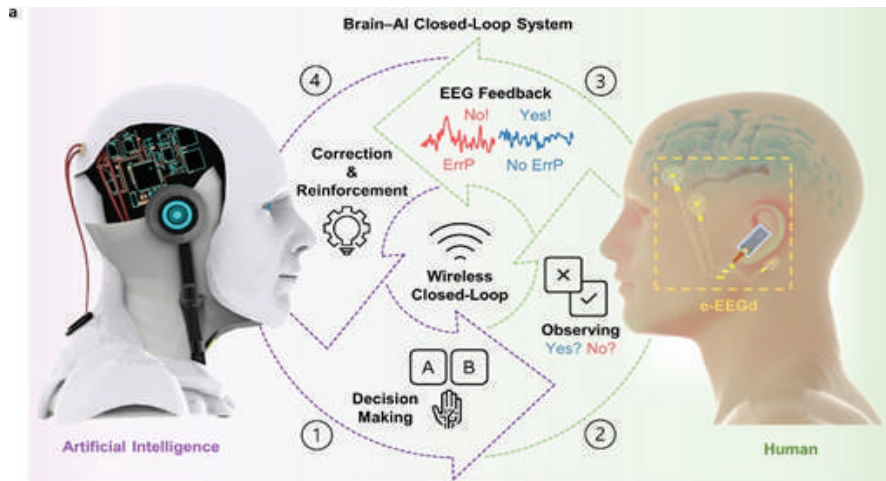 a
Brain–AI Closed-Loop System
4
3
EEG Feedback
No! Yes!
ErrP No ErrP
Correction
&
Reinforcement
Wireless
Closed-Loop
e-EEGd
Observing
Yes? No?
A B
Decision
Making
1
2
Artificial Intelligence
Human